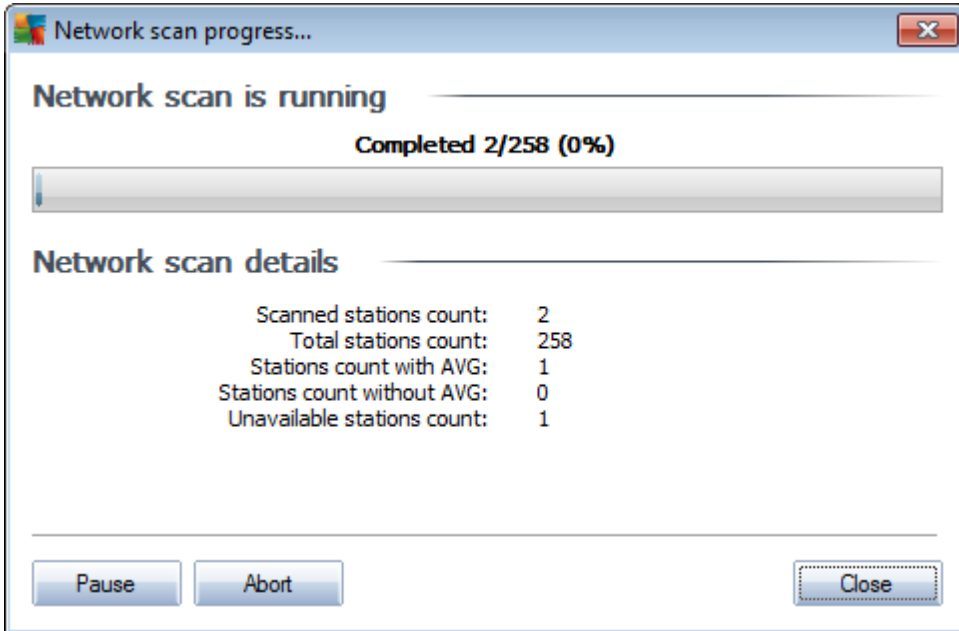 Network scan progress...
Network scan is running
Completed 2/258 (0%)
Network scan details
Scanned stations count: 2
Total stations count: 258
Stations count with AVG: 1
Stations count without AVG: 0
Unavailable stations count: 1
Pause Abort Close